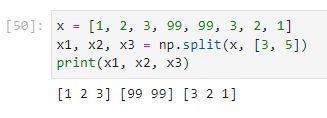 [50]: x = [1, 2, 3, 99, 99, 3, 2, 1]
x1, x2, x3 = np.split(x, [3, 5])
print(x1, x2, x3)
[1 2 3] [99 99] [3 2 1]